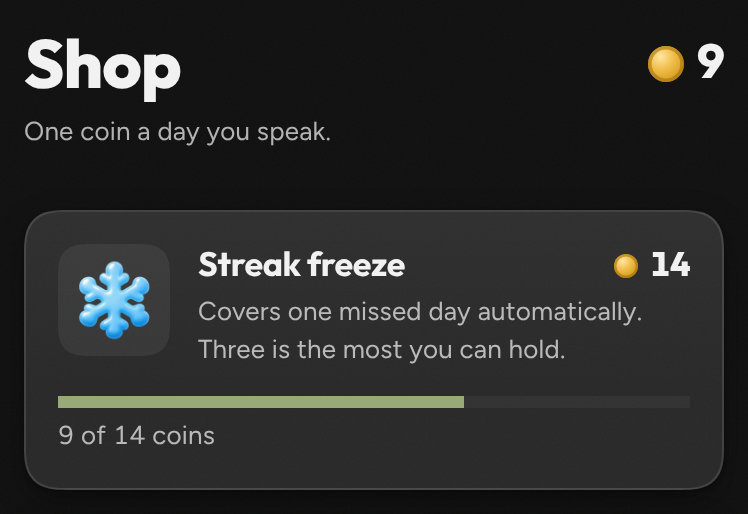 Shop
9
One coin a day you speak.
Streak freeze
14
Covers one missed day automatically.
Three is the most you can hold.
9 of 14 coins